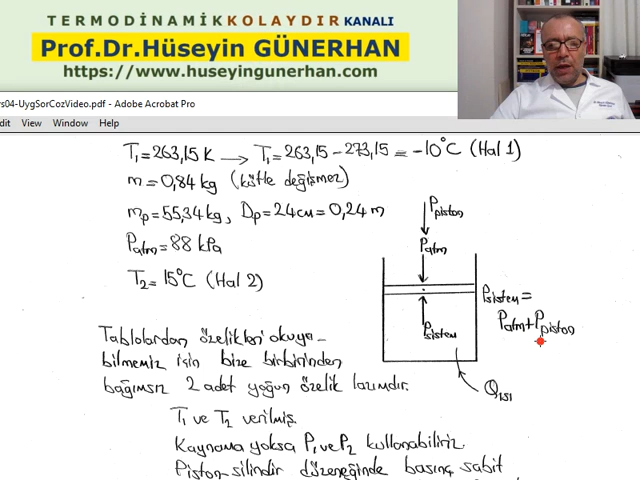 TERMODİNAMİKKOLAYDIR KANALI
Prof.Dr.Hüseyin GÜNERHAN
https://www.huseyingunerhan.com
rs04-UygSorCozVideo.pdf - Adobe Acrobat Pro
dit View Window Help
T1=263,15 K → T1=263,15-273,15=-10°C (Hal 1)
m=0,84 kg (kütle değişmez)
mp=55,34 kg, Dp=24 cm=0,24 m
Patm=88 kPa
T2=15°C (Hal 2)
Ppiston
Patm
Psistem
Psistem=
Patm+Ppiston
Qısı
Tablolardan özelikleri okuya-
bilmemiz için bize birbirinden
bağımsız 2 adet yoğun özelik lazımdır.
T1 ve T2 verilmiş.
Kaynama yoksa P1 ve P2 kullanabiliriz.
Piston silindir düzeneğinde basınç sabit